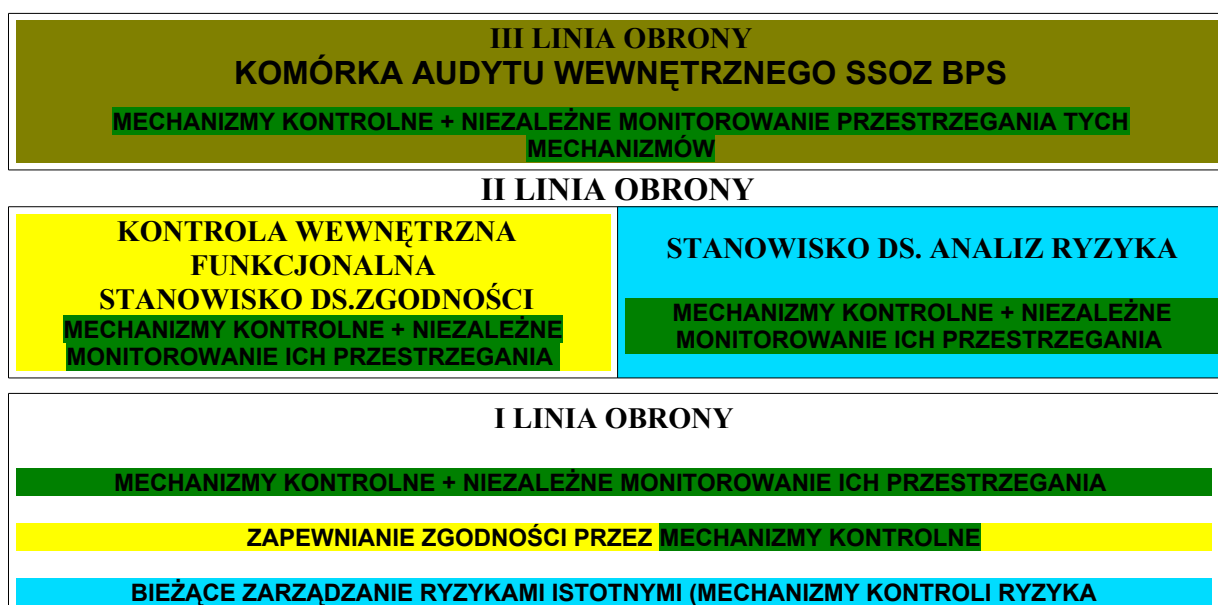 III LINIA OBRONY
KOMÓRKA AUDYTU WEWNĘTRZNEGO SSOZ BPS
MECHANIZMY KONTROLNE + NIEZALEŻNE MONITOROWANIE PRZESTRZEGANIA TYCH
MECHANIZMÓW
II LINIA OBRONY
KONTROLA WEWNĘTRZNA
FUNKCJONALNA
STANOWISKO DS.ZGODNOŚCI
MECHANIZMY KONTROLNE + NIEZALEŻNE
MONITOROWANIE ICH PRZESTRZEGANIA
STANOWISKO DS. ANALIZ RYZYKA
MECHANIZMY KONTROLNE + NIEZALEŻNE
MONITOROWANIE ICH PRZESTRZEGANIA
I LINIA OBRONY
MECHANIZMY KONTROLNE + NIEZALEŻNE MONITOROWANIE ICH PRZESTRZEGANIA
ZAPEWNIANIE ZGODNOŚCI PRZEZ MECHANIZMY KONTROLNE
BIEŻĄCE ZARZĄDZANIE RYZYKAMI ISTOTNYMI (MECHANIZMY KONTROLI RYZYKA